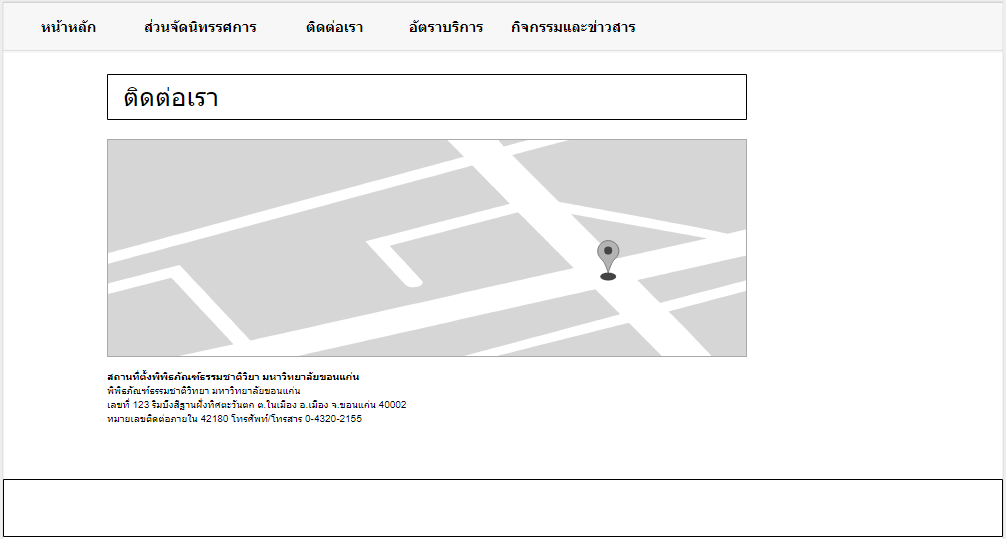 หน้าหลัก ส่วนจัดนิทรรศการ ติดต่อเรา อัตราบริการ กิจกรรมและข่าวสาร
ติดต่อเรา
สถานที่ตั้งพิพิธภัณฑ์ธรรมชาติวิยา มหาวิทยาลัยขอนแก่น
พิพิธภัณฑ์ธรรมชาติวิทยา มหาวิทยาลัยขอนแก่น
เลขที่ 123 ริมบึงสีฐานฝั่งทิศตะวันตก ต.ในเมือง อ.เมือง จ.ขอนแก่น 40002
หมายเลขติดต่อภายใน 42180 โทรศัพท์/โทรสาร 0-4320-2155